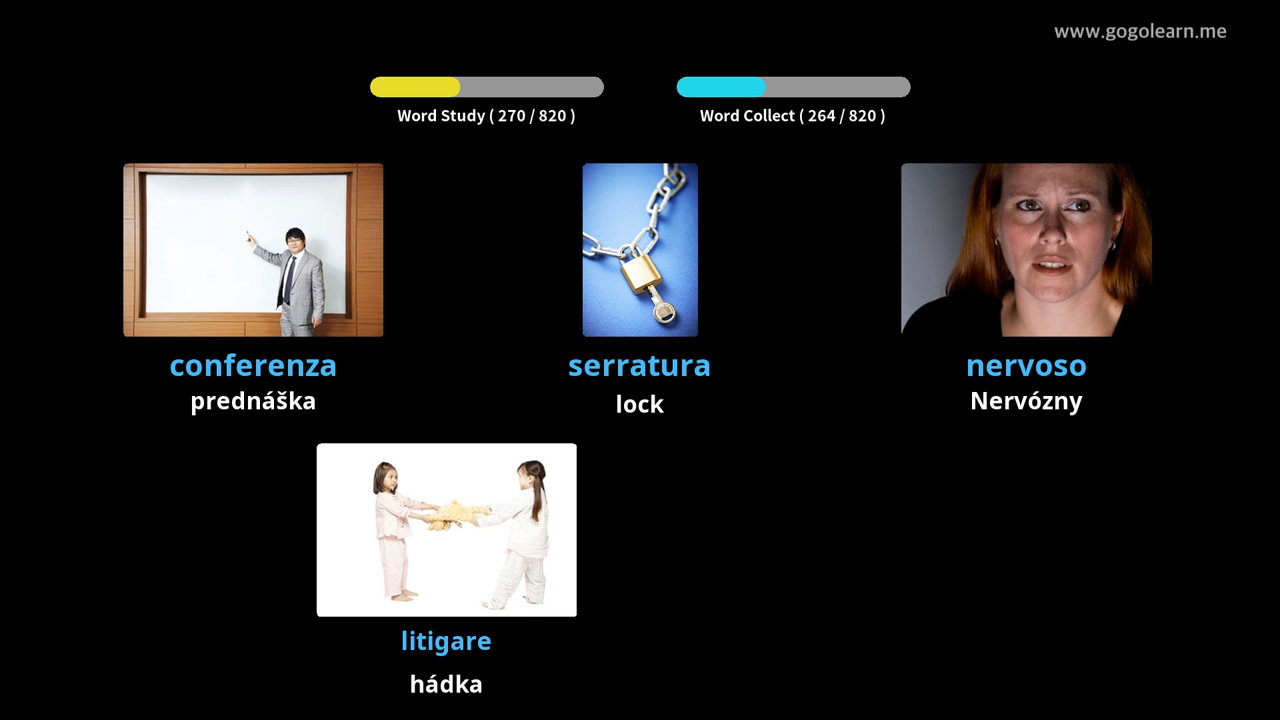 www.gogolearn.me
Word Study ( 270 / 820 )
Word Collect ( 264 / 820 )
conferenza
prednáška
serratura
lock
nervoso
Nervózny
litigare
hádka